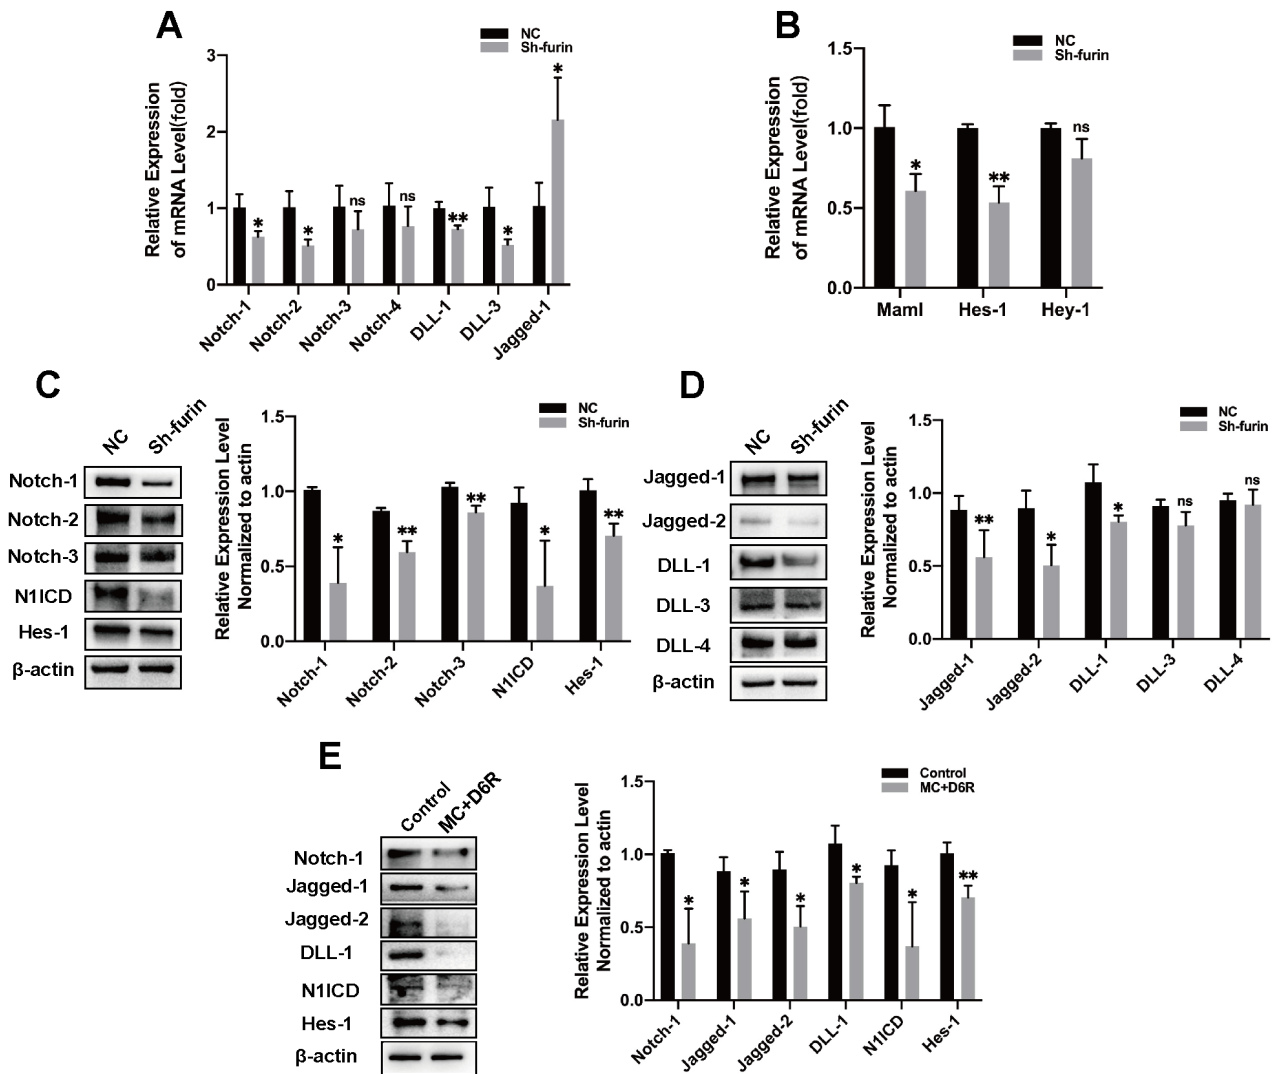 A
NC
Sh-furin
Relative Expression
of mRNA Level(fold)
3
2
1
0
*
*
ns
ns
**
*
*
Notch-1
Notch-2
Notch-3
Notch-4
DLL-1
DLL-3
Jagged-1
B
NC
Sh-furin
Relative Expression
of mRNA Level(fold)
1.5
1.0
0.5
0.0
*
**
ns
Maml
Hes-1
Hey-1
C
NC
Sh-furin
Notch-1
Notch-2
Notch-3
N1ICD
Hes-1
β-actin
NC
Sh-furin
Relative Expression Level
Normalized to actin
1.5
1.0
0.5
0.0
*
**
**
*
**
Notch-1
Notch-2
Notch-3
N1ICD
Hes-1
D
NC
Sh-furin
Jagged-1
Jagged-2
DLL-1
DLL-3
DLL-4
β-actin
NC
Sh-furin
Relative Expression Level
Normalized to actin
1.5
1.0
0.5
0.0
**
*
*
ns
ns
Jagged-1
Jagged-2
DLL-1
DLL-3
DLL-4
E
Control
MC+D6R
Notch-1
Jagged-1
Jagged-2
DLL-1
N1ICD
Hes-1
β-actin
Control
MC+D6R
Relative Expression Level
Normalized to actin
1.5
1.0
0.5
0.0
*
*
*
*
*
**
Notch-1
Jagged-1
Jagged-2
DLL-1
N1ICD
Hes-1